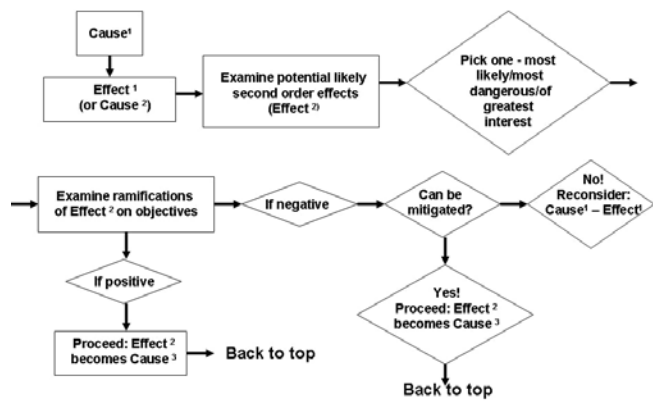 Cause¹
Effect ¹
(or Cause ²)
Examine potential likely
second order effects
(Effect ²⁾
Pick one - most
likely/most
dangerous/of
greatest
interest
Examine ramifications
of Effect ² on objectives
If negative
Can be
mitigated?
No!
Reconsider:
Cause¹ – Effect¹
If positive
Yes!
Proceed: Effect ²
becomes Cause ³
Proceed: Effect ²
becomes Cause ³
Back to top
Back to top